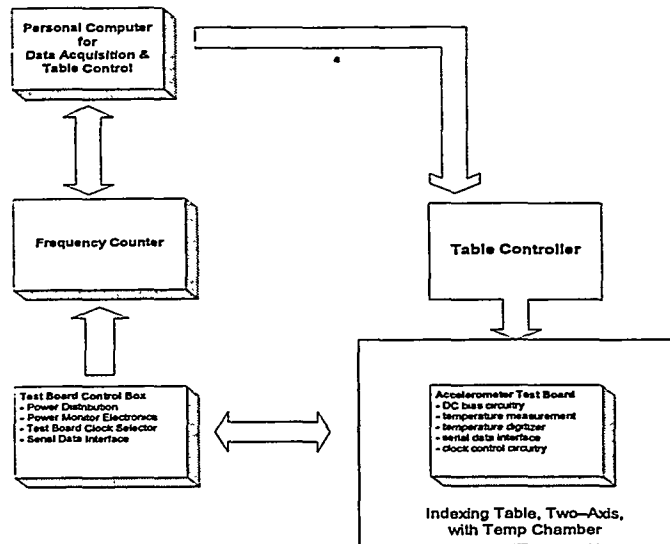 Personal Computer
for
Data Acquisition &
Table Control
Frequency Counter
Table Controller
Test Board Control Box
- Power Distribution
- Power Monitor Electronics
- Test Board Clock Selector
- Serial Data Interface
Accelerometer Test Board
- DC bias circuitry
- temperature measurement
- temperature digitizer
- serial data interface
- clock control circuitry
Indexing Table, Two–Axis,
with Temp Chamber